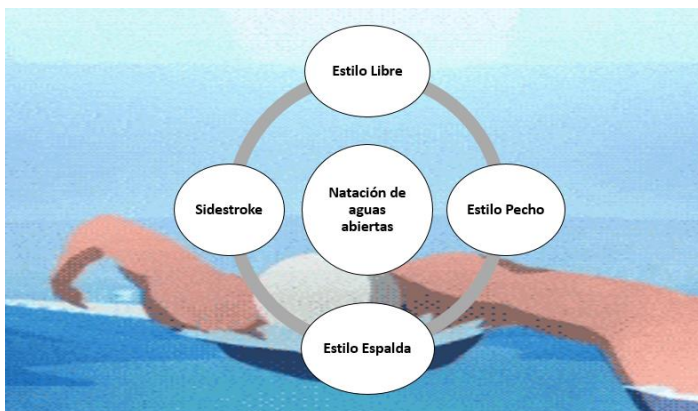 Estilo Libre
Sidestroke
Natación de
aguas
abiertas
Estilo Pecho
Estilo Espalda